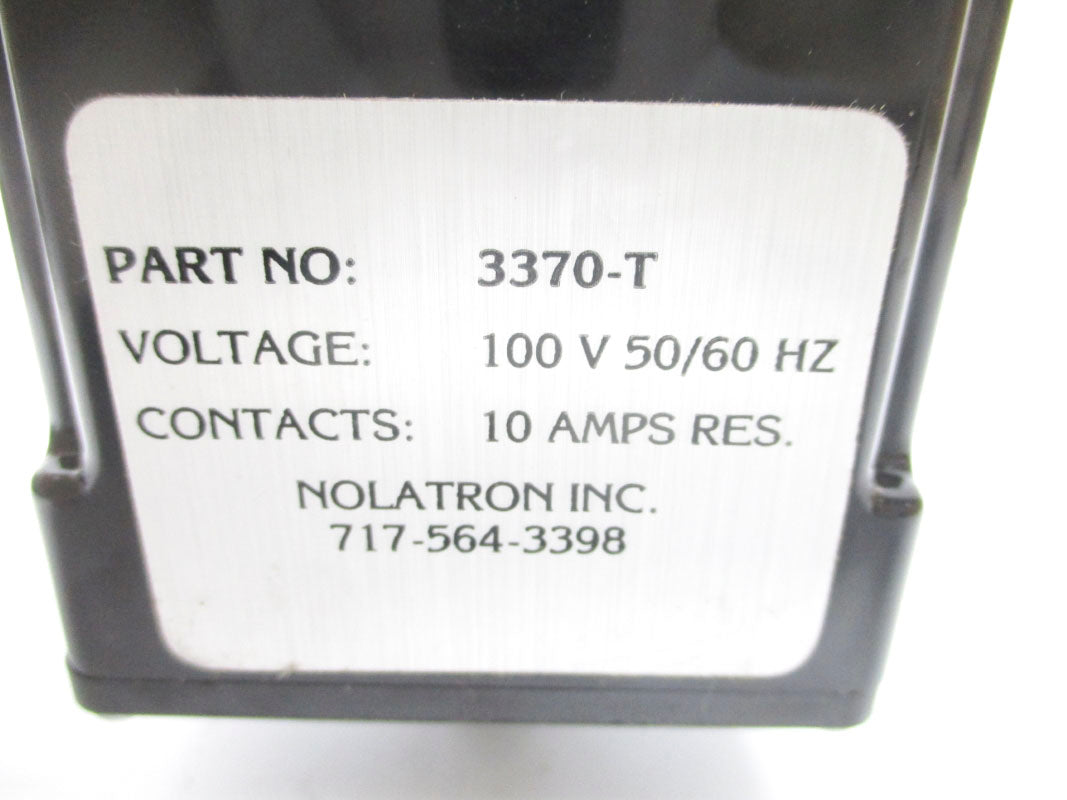 PART NO: 3370-T
VOLTAGE: 100 V 50/60 HZ
CONTACTS: 10 AMPS RES.
NOLATRON INC.
717-564-3398